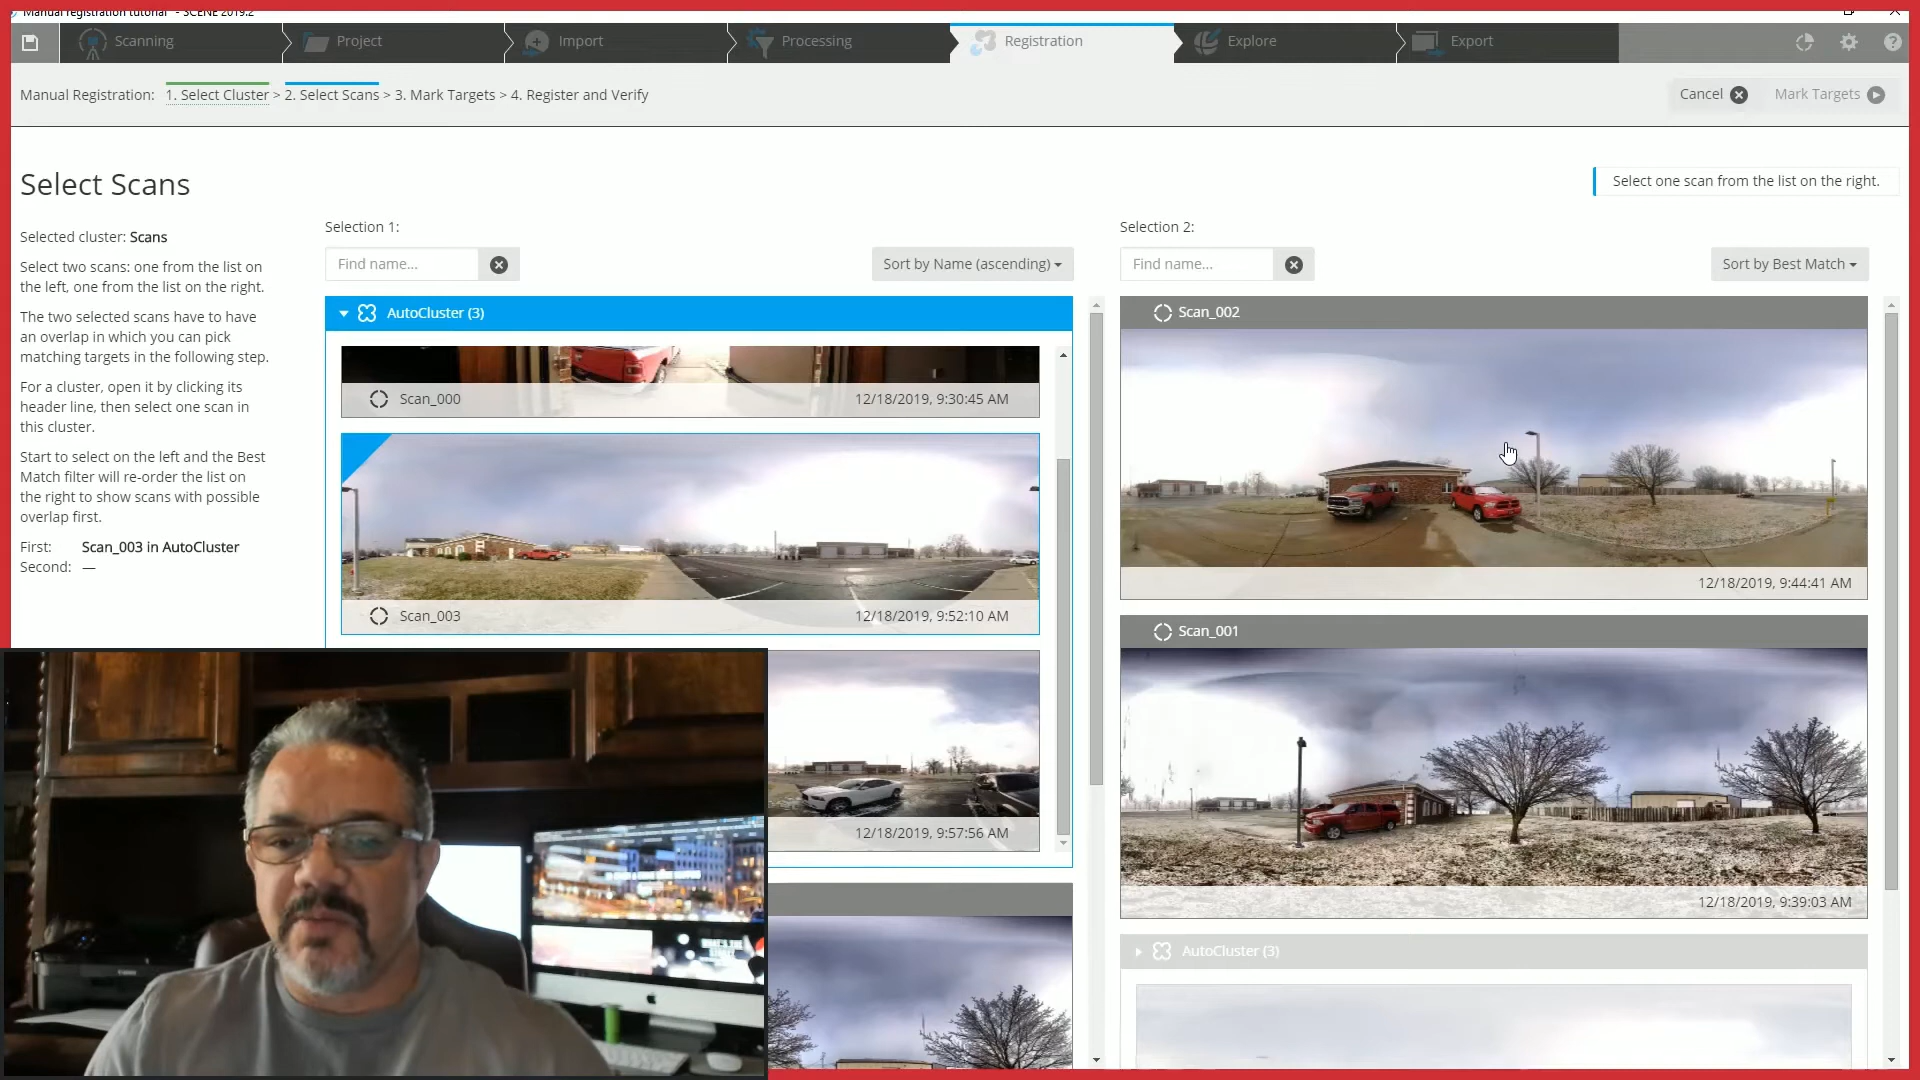 Manual registration tutorial - SCENE 2019.2
Scanning
Project
Import
Processing
Registration
Explore
Export
Manual Registration: 1. Select Cluster > 2. Select Scans > 3. Mark Targets > 4. Register and Verify
Cancel
Mark Targets
Select Scans
Select one scan from the list on the right.
Selected cluster: Scans
Select two scans: one from the list on
the left, one from the list on the right.
The two selected scans have to have
an overlap in which you can pick
matching targets in the following step.
For a cluster, open it by clicking its
header line, then select one scan in
this cluster.
Start to select on the left and the Best
Match filter will re-order the list on
the right to show scans with possible
overlap first.
First: Scan_003 in AutoCluster
Second: —
Selection 1:
Find name...
Sort by Name (ascending)
AutoCluster (3)
Scan_000 12/18/2019, 9:30:45 AM
Scan_003 12/18/2019, 9:52:10 AM
12/18/2019, 9:57:56 AM
Selection 2:
Find name...
Sort by Best Match
Scan_002
12/18/2019, 9:44:41 AM
Scan_001
12/18/2019, 9:39:03 AM
AutoCluster (3)